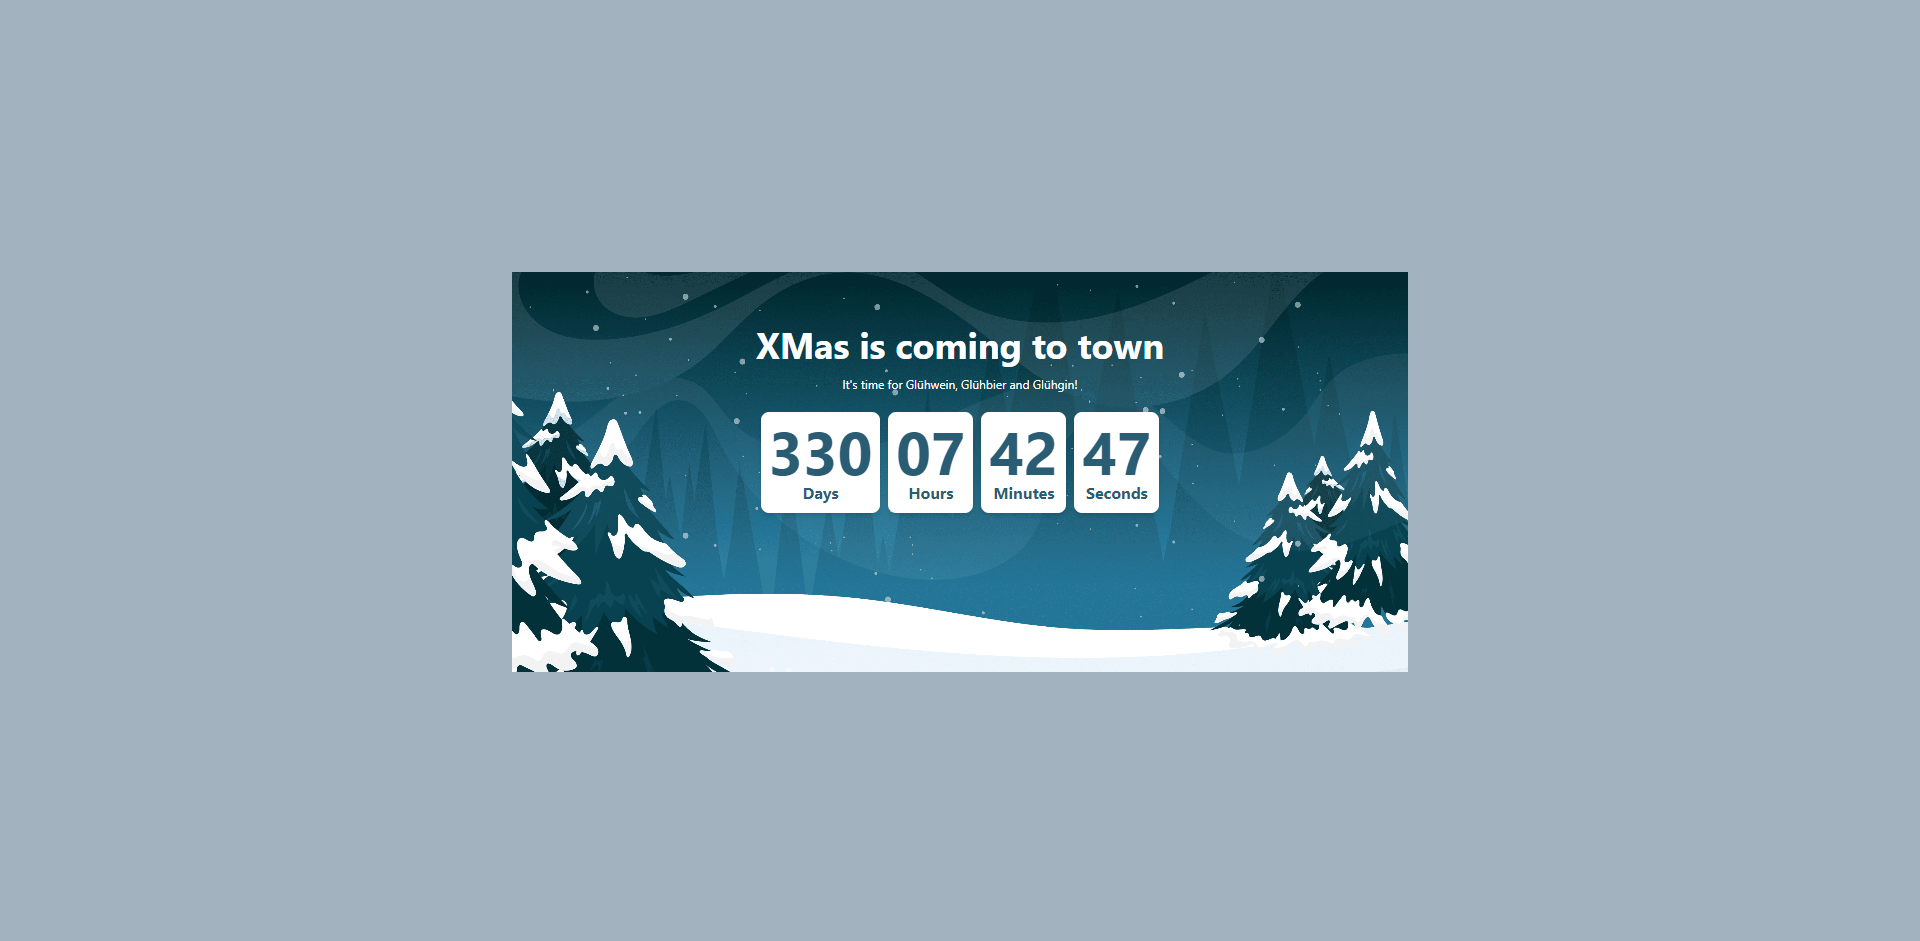 XMas is coming to town
It's time for Glühwein, Glühbier and Glühgin!
330 07 42 47
Days Hours Minutes Seconds